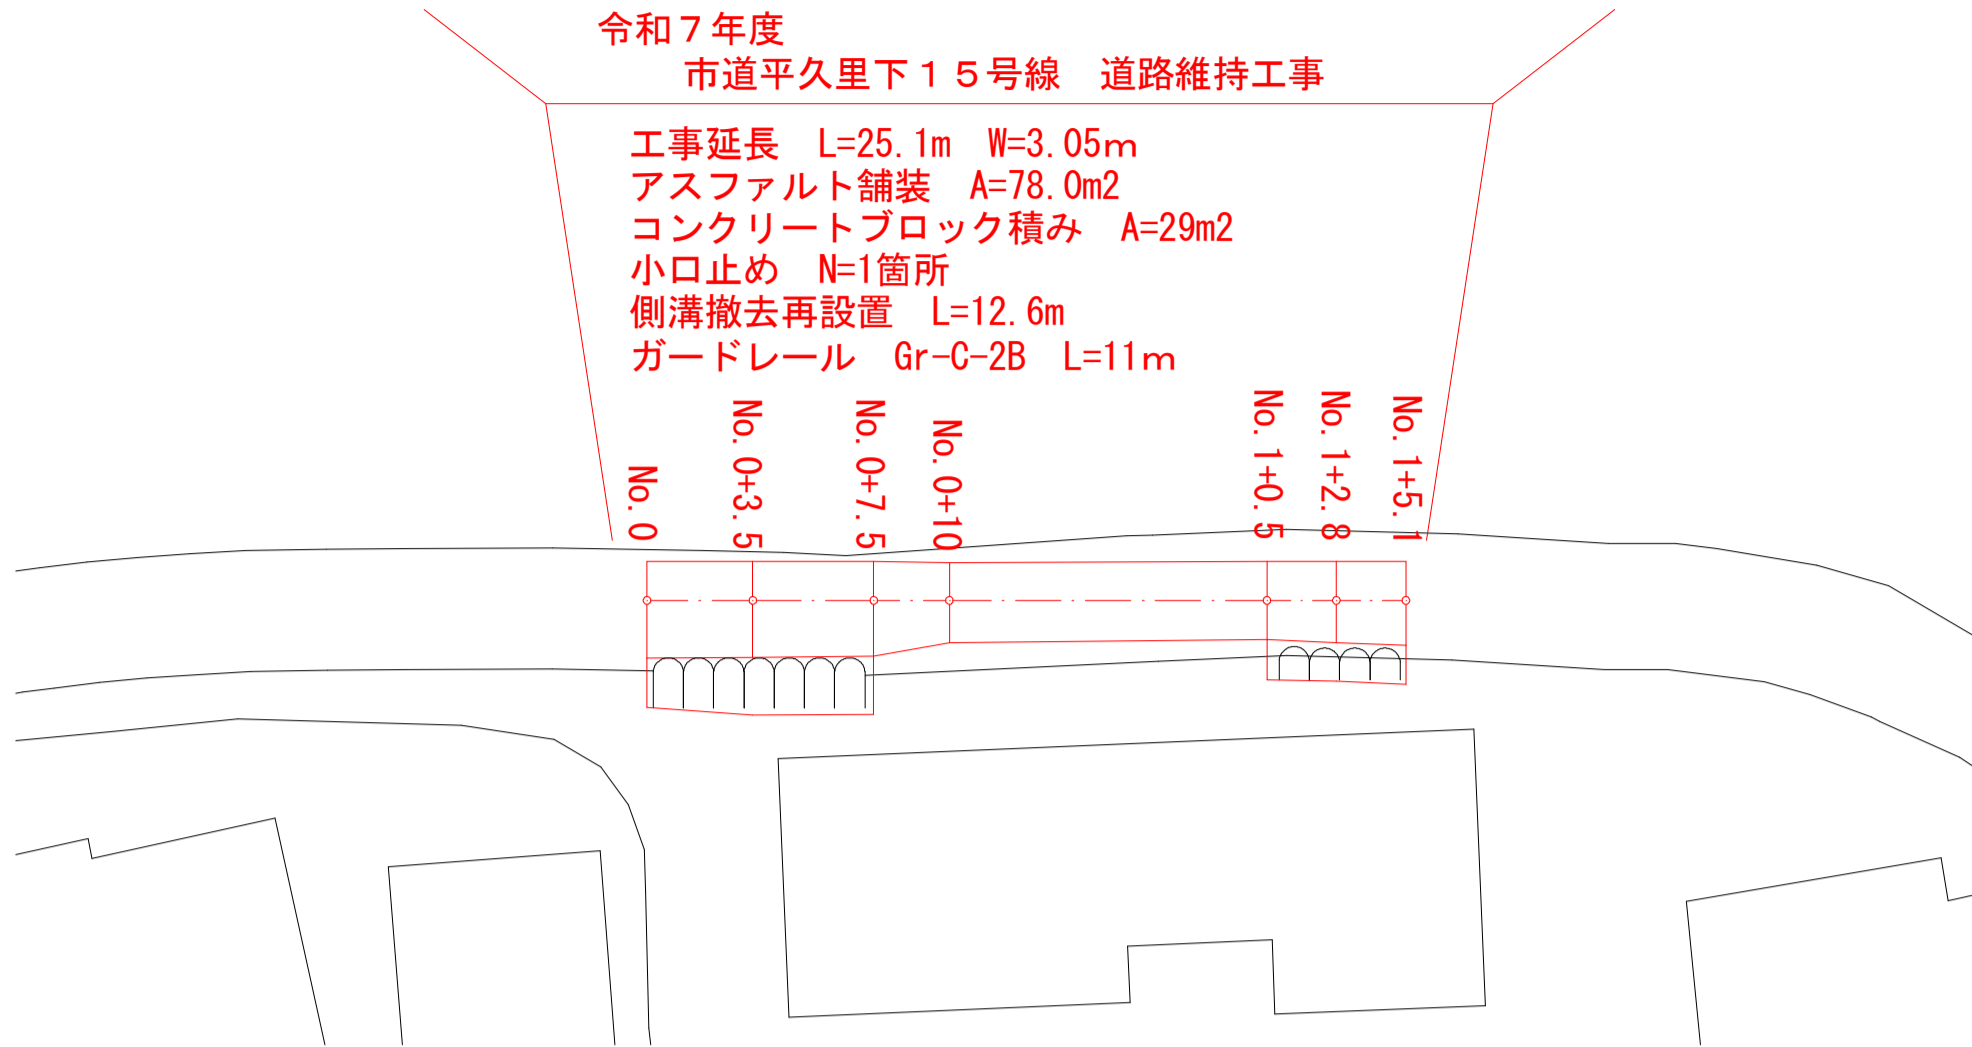 令和７年度
市道平久里下１５号線　道路維持工事
工事延長　L=25.1m　W=3.05ｍ
アスファルト舗装　A=78.0m2
コンクリートブロック積み　A=29m2
小口止め　N=1箇所
側溝撤去再設置　L=12.6m
ガードレール　Gr-C-2B　L=11ｍ
No.0
No.0+3.5
No.0+7.5
No.0+10
No.1+0.5
No.1+2.8
No.1+5.1